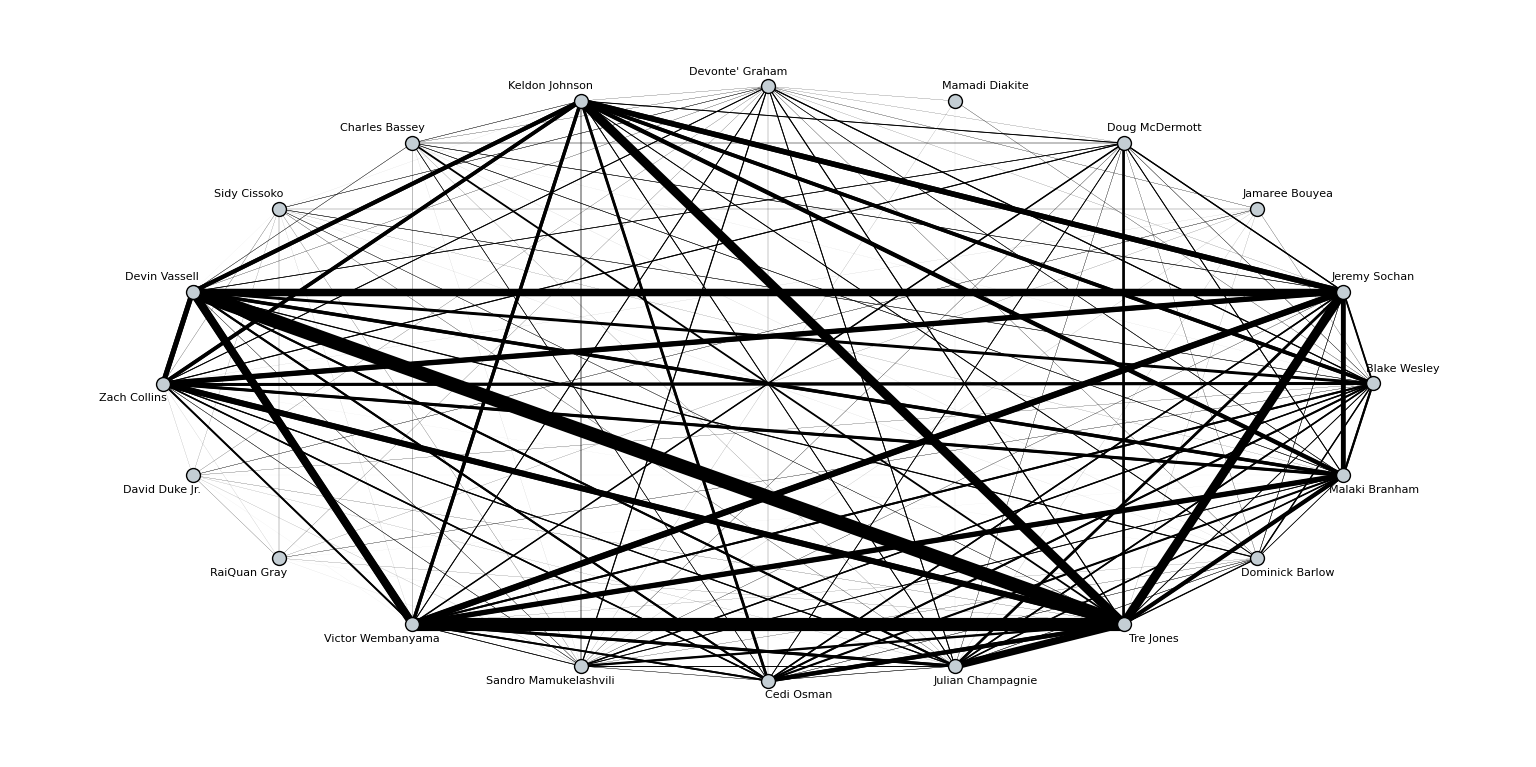 Devonte' Graham
Keldon Johnson
Mamadi Diakite
Charles Bassey
Doug McDermott
Sidy Cissoko
Jamaree Bouyea
Devin Vassell
Jeremy Sochan
Blake Wesley
Zach Collins
David Duke Jr.
Malaki Branham
RaiQuan Gray
Dominick Barlow
Victor Wembanyama
Tre Jones
Sandro Mamukelashvili
Julian Champagnie
Cedi Osman